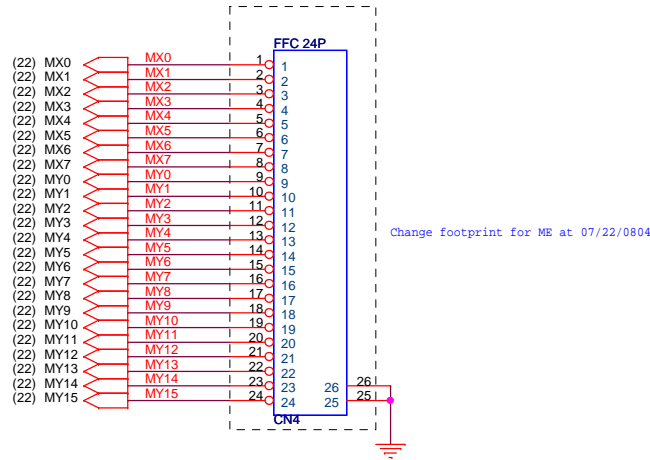 FFC 24P
(22) MX0 MX0 1 1
(22) MX1 MX1 2 2
(22) MX2 MX2 3 3
(22) MX3 MX3 4 4
(22) MX4 MX4 5 5
(22) MX5 MX5 6 6
(22) MX6 MX6 7 7
(22) MX7 MX7 8 8
(22) MY0 MY0 9 9
(22) MY1 MY1 10 10
(22) MY2 MY2 11 11
(22) MY3 MY3 12 12
(22) MY4 MY4 13 13
Change footprint for ME at 07/22/0804
(22) MY5 MY5 14 14
(22) MY6 MY6 15 15
(22) MY7 MY7 16 16
(22) MY8 MY8 17 17
(22) MY9 MY9 18 18
(22) MY10 MY10 19 19
(22) MY11 MY11 20 20
(22) MY12 MY12 21 21
(22) MY13 MY13 22 22
(22) MY14 MY14 23 23 26 26
(22) MY15 MY15 24 24 25 25
CN4